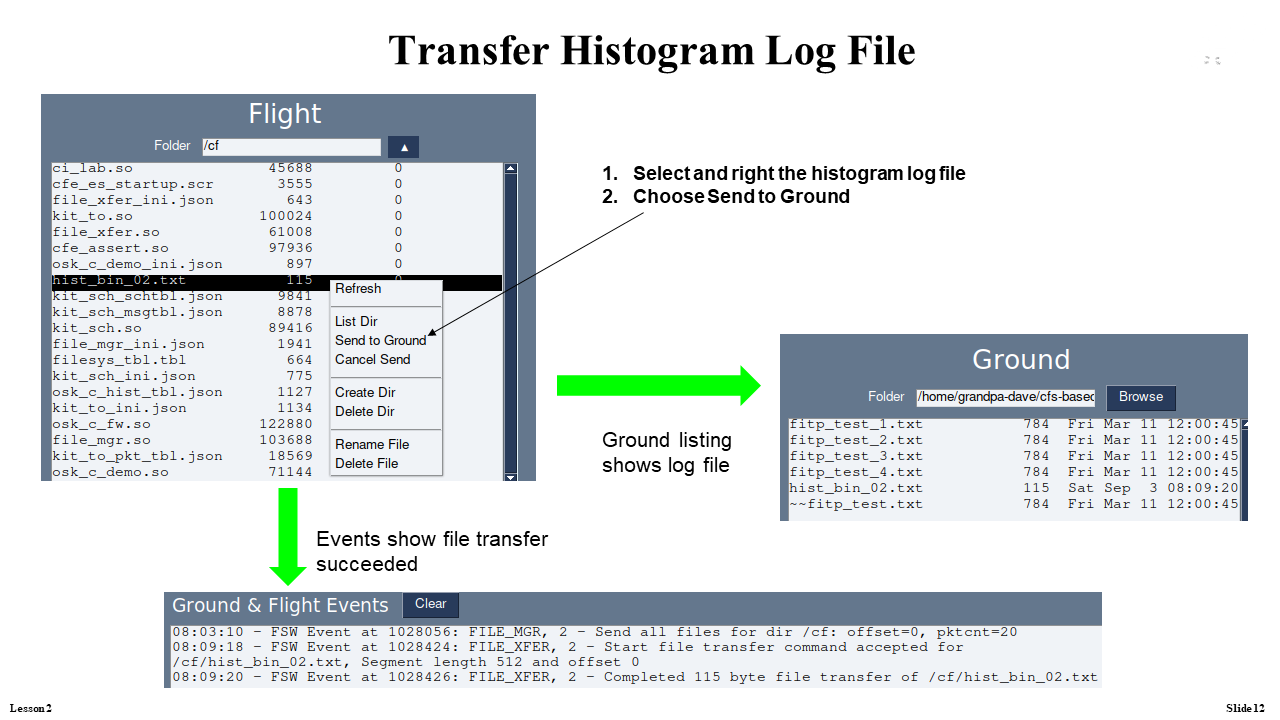 Transfer Histogram Log File
Flight
Folder /cf ▲
ci_lab.so 45688 0
cfe_es_startup.scr 3555 0
file_xfer_ini.json 643 0
kit_to.so 100024 0
file_xfer.so 61008 0
cfe_assert.so 97936 0
osk_c_demo_ini.json 897 0
hist_bin_02.txt 115 0
kit_sch_schtbl.json 9841
kit_sch_msgtbl.json 8878
kit_sch.so 89416
file_mgr_ini.json 1941
filesys_tbl.tbl 664
kit_sch_ini.json 775
osk_c_hist_tbl.json 1127
kit_to_ini.json 1134
osk_c_fw.so 122880
file_mgr.so 103688
kit_to_pkt_tbl.json 18569
osk_c_demo.so 71144
Refresh
List Dir
Send to Ground
Cancel Send
Create Dir
Delete Dir
Rename File
Delete File
1. Select and right the histogram log file
2. Choose Send to Ground
Ground listing
shows log file
Ground
Folder /home/grandpa-dave/cfs-based Browse
fitp_test_1.txt 784 Fri Mar 11 12:00:45
fitp_test_2.txt 784 Fri Mar 11 12:00:45
fitp_test_3.txt 784 Fri Mar 11 12:00:45
fitp_test_4.txt 784 Fri Mar 11 12:00:45
hist_bin_02.txt 115 Sat Sep 3 08:09:20
~~fitp_test.txt 784 Fri Mar 11 12:00:45
Events show file transfer
succeeded
Ground & Flight Events Clear
08:03:10 - FSW Event at 1028056: FILE_MGR, 2 - Send all files for dir /cf: offset=0, pktcnt=20
08:09:18 - FSW Event at 1028424: FILE_XFER, 2 - Start file transfer command accepted for
/cf/hist_bin_02.txt, Segment length 512 and offset 0
08:09:20 - FSW Event at 1028426: FILE_XFER, 2 - Completed 115 byte file transfer of /cf/hist_bin_02.txt
Lesson 2
Slide 12